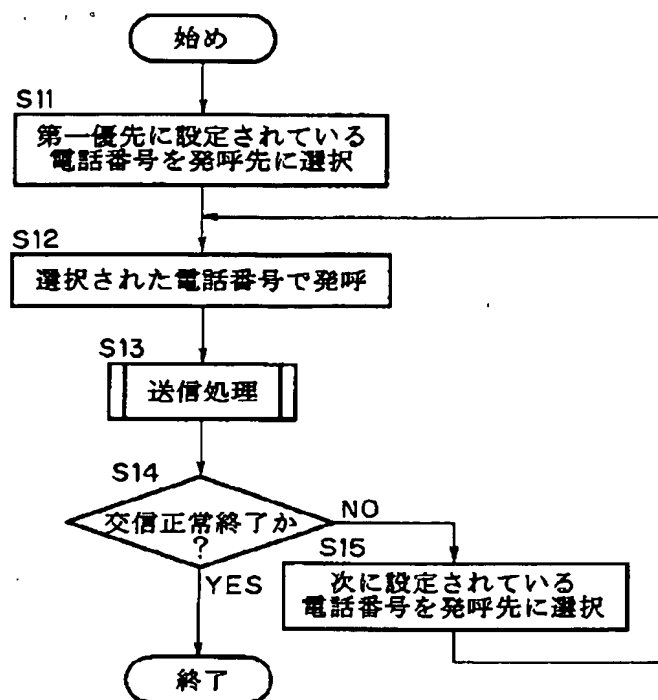 始め
S11
第一優先に設定されている
電話番号を発呼先に選択
S12
選択された電話番号で発呼
S13
送信処理
S14
交信正常終了か
?
NO
YES
S15
次に設定されている
電話番号を発呼先に選択
終了